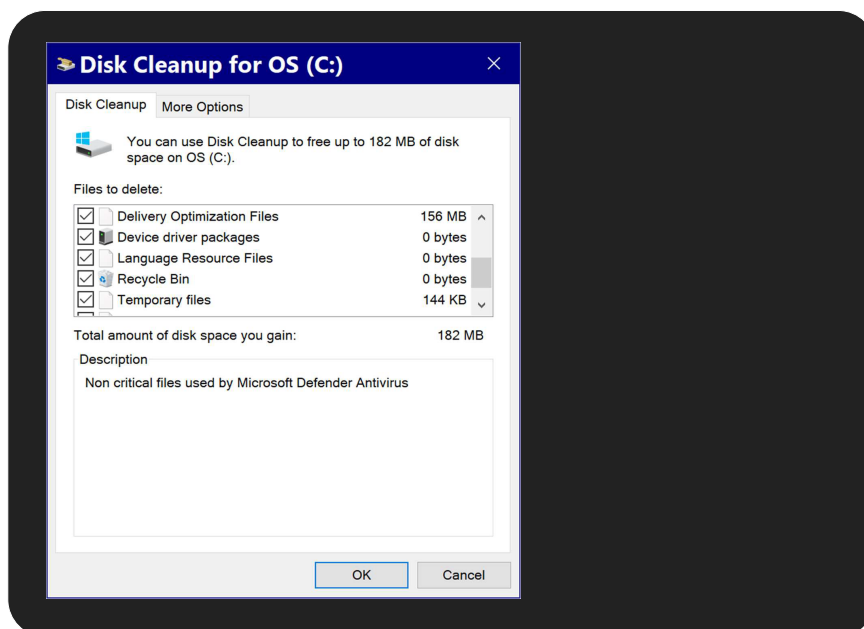 Disk Cleanup for OS (C:)
Disk Cleanup
More Options
You can use Disk Cleanup to free up to 182 MB of disk
space on OS (C:).
Files to delete:
Delivery Optimization Files 156 MB
Device driver packages 0 bytes
Language Resource Files 0 bytes
Recycle Bin 0 bytes
Temporary files 144 KB
Total amount of disk space you gain: 182 MB
Description
Non critical files used by Microsoft Defender Antivirus
OK
Cancel